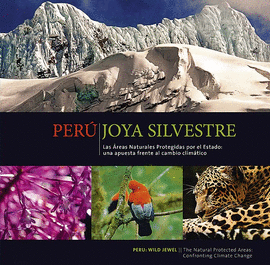 PERÚ JOYA SILVESTRE
Las Áreas Naturales Protegidas por el Estado:
una apuesta frente al cambio climático
PERU: WILD JEWEL || The Natural Protected Areas:
Confronting Climate Change